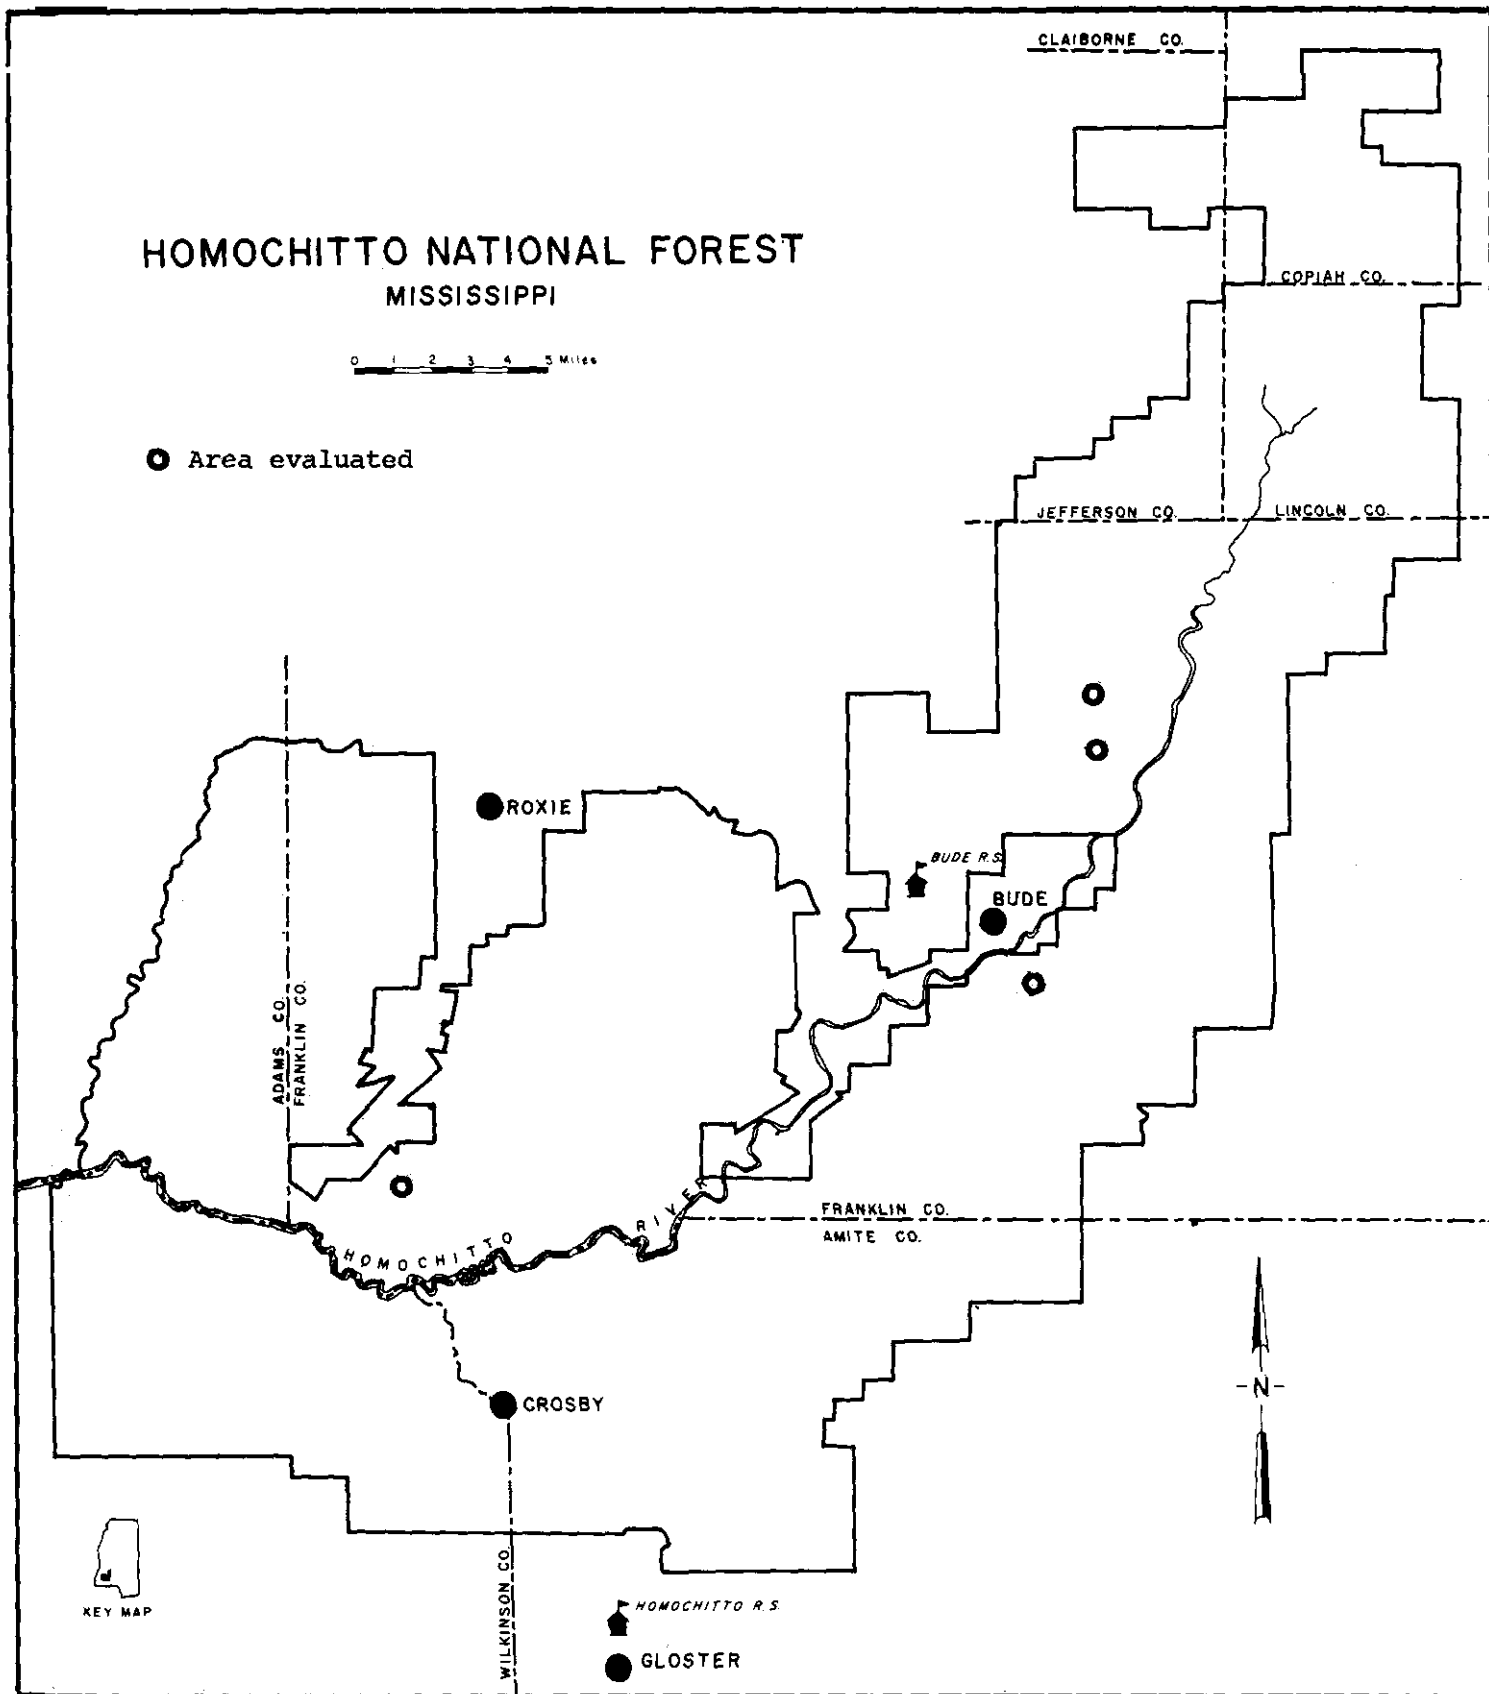 CLAIBORNE CO.
HOMOCHITTO NATIONAL FOREST
MISSISSIPPI
COPIAH CO.
0 1 2 3 4 5 Miles
Area evaluated
JEFFERSON CO.
LINCOLN CO.
ROXIE
BUDE R.S.
BUDE
ADAMS CO.
FRANKLIN CO.
HOMOCHITTO RIVER
FRANKLIN CO.
AMITE CO.
N
CROSBY
WILKINSON CO.
KEY MAP
HOMOCHITTO R.S.
GLOSTER